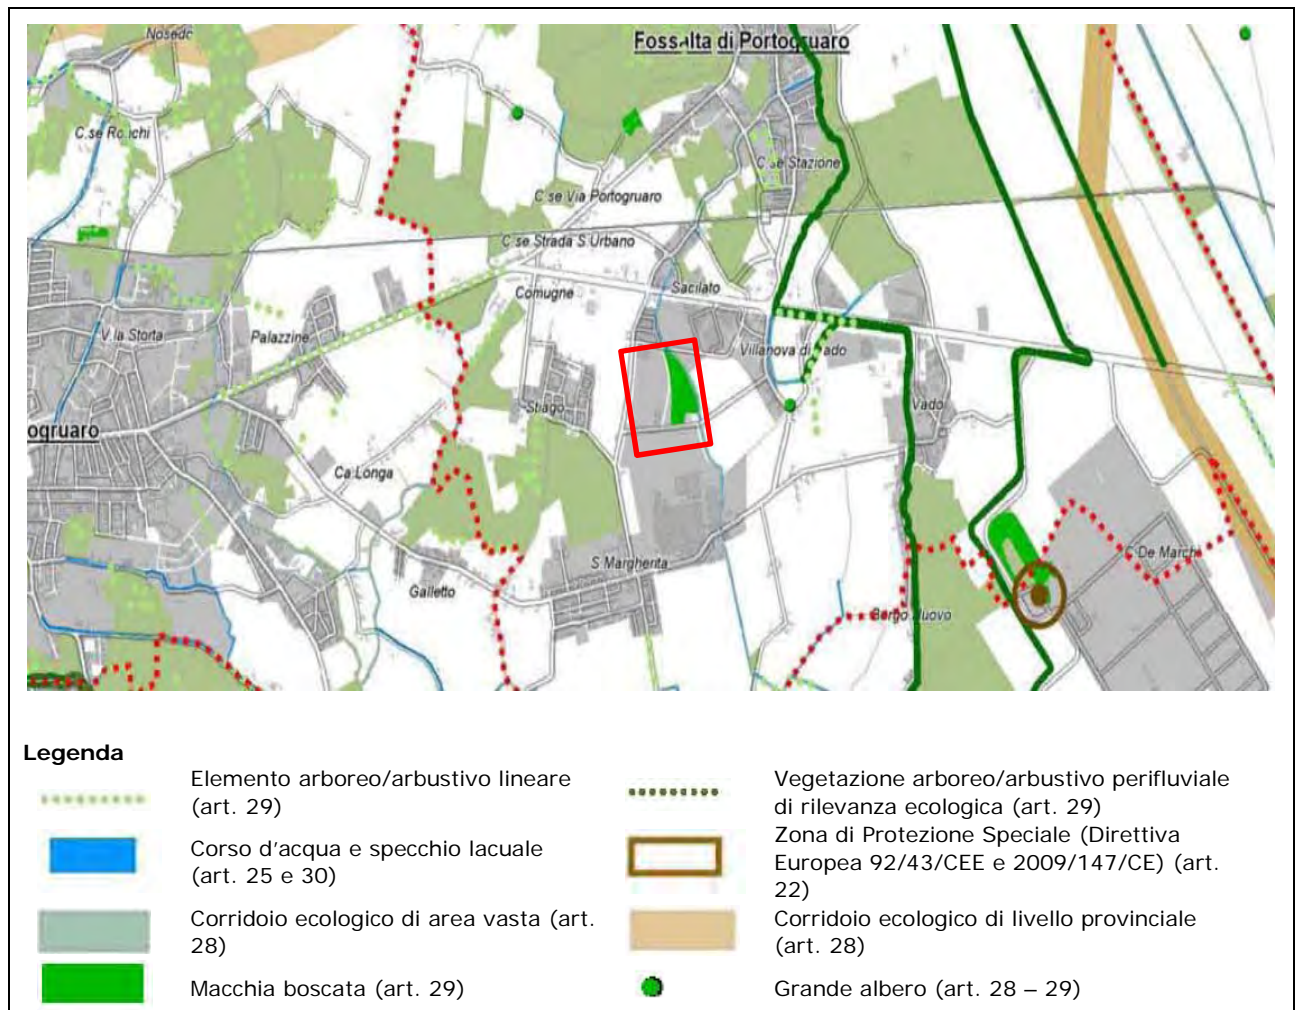 Nosedo
Fossalta di Portogruaro
C.se Ronchi
C.se Stazione
C.se Via Portogruaro
C.se Strada S.Urbano
Sacilato
Comugne
V.la Storta
Palazzine
Villanova di Vado
Stiago
Vado
ogruaro
Ca.Longa
C.De Marchi
S.Margherita
Galletto
Borgo Nuovo
Legenda
Elemento arboreo/arbustivo lineare
(art. 29)
Vegetazione arboreo/arbustivo perifluviale
di rilevanza ecologica (art. 29)
Corso d'acqua e specchio lacuale
(art. 25 e 30)
Zona di Protezione Speciale (Direttiva
Europea 92/43/CEE e 2009/147/CE) (art.
22)
Corridoio ecologico di area vasta (art.
28)
Corridoio ecologico di livello provinciale
(art. 28)
Macchia boscata (art. 29)
Grande albero (art. 28 – 29)